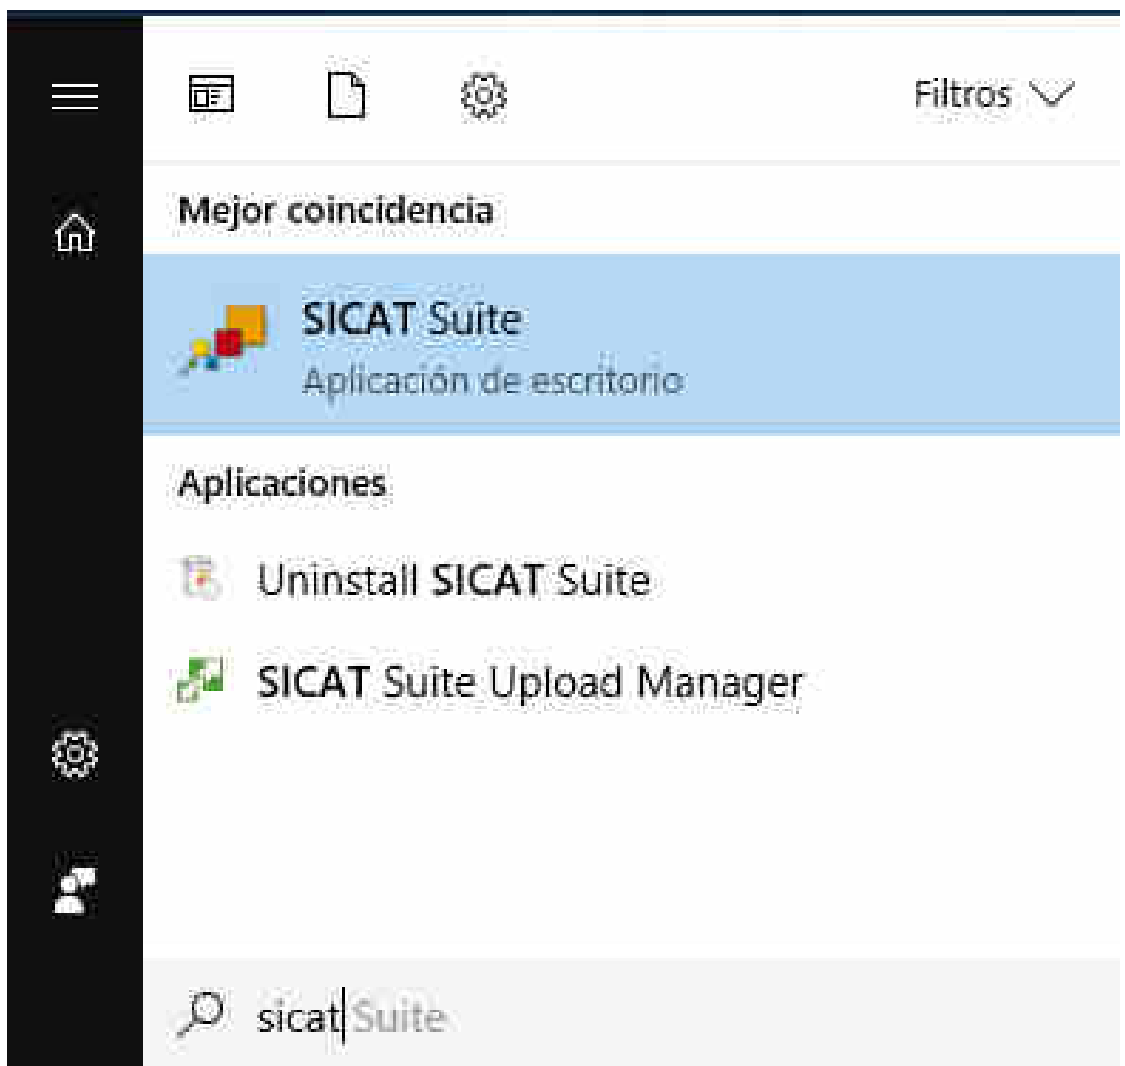 Filtros
Mejor coincidencia
SICAT Suite
Aplicación de escritorio
Aplicaciones
Uninstall SICAT Suite
SICAT Suite Upload Manager
sicat Suite